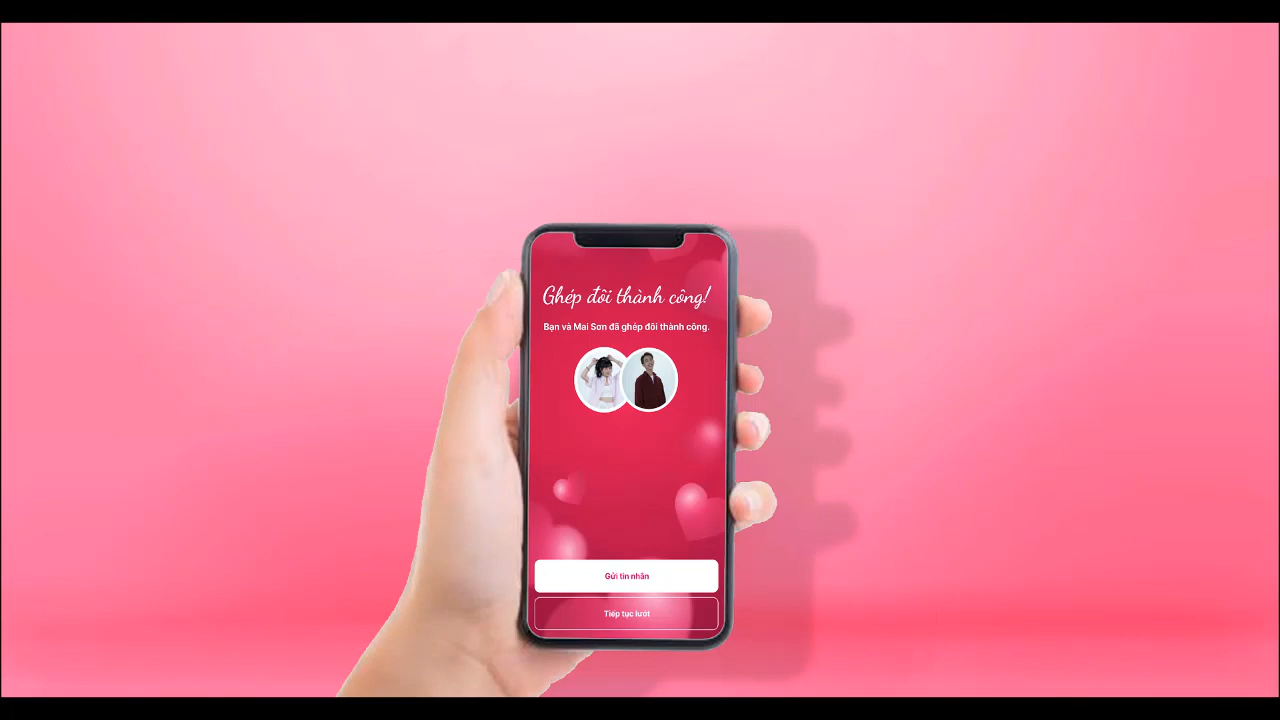 Ghép đôi thành công!
Bạn và Mai Sơn đã ghép đôi thành công.
Gửi tin nhắn
Tiếp tục lướt